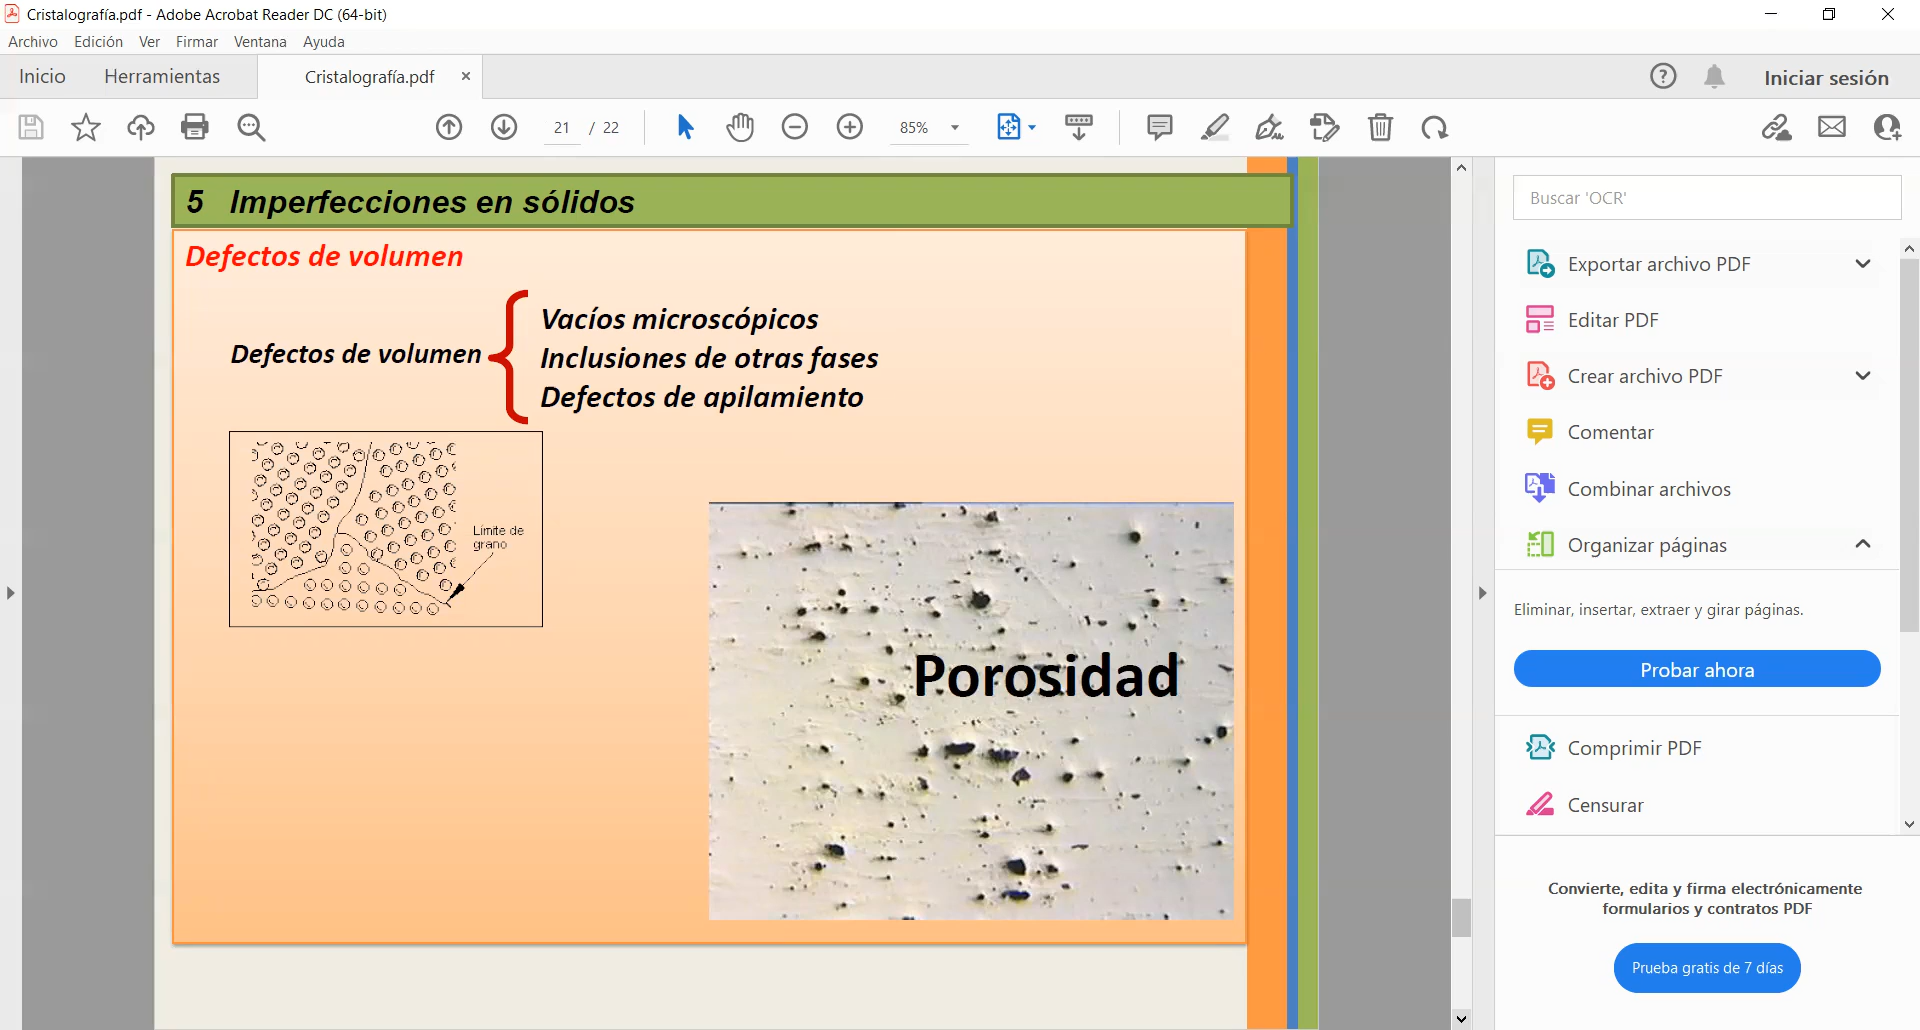 Cristalografía.pdf - Adobe Acrobat Reader DC (64-bit)
Archivo Edición Ver Firmar Ventana Ayuda
Inicio Herramientas Cristalografía.pdf × Iniciar sesión
21 / 22 85%
5 Imperfecciones en sólidos
Defectos de volumen
Defectos de volumen
Vacíos microscópicos
Inclusiones de otras fases
Defectos de apilamiento
Límite de
grano
Porosidad
Buscar 'OCR'
Exportar archivo PDF
Editar PDF
Crear archivo PDF
Comentar
Combinar archivos
Organizar páginas
Eliminar, insertar, extraer y girar páginas.
Probar ahora
Comprimir PDF
Censurar
Convierte, edita y firma electrónicamente
formularios y contratos PDF
Prueba gratis de 7 días